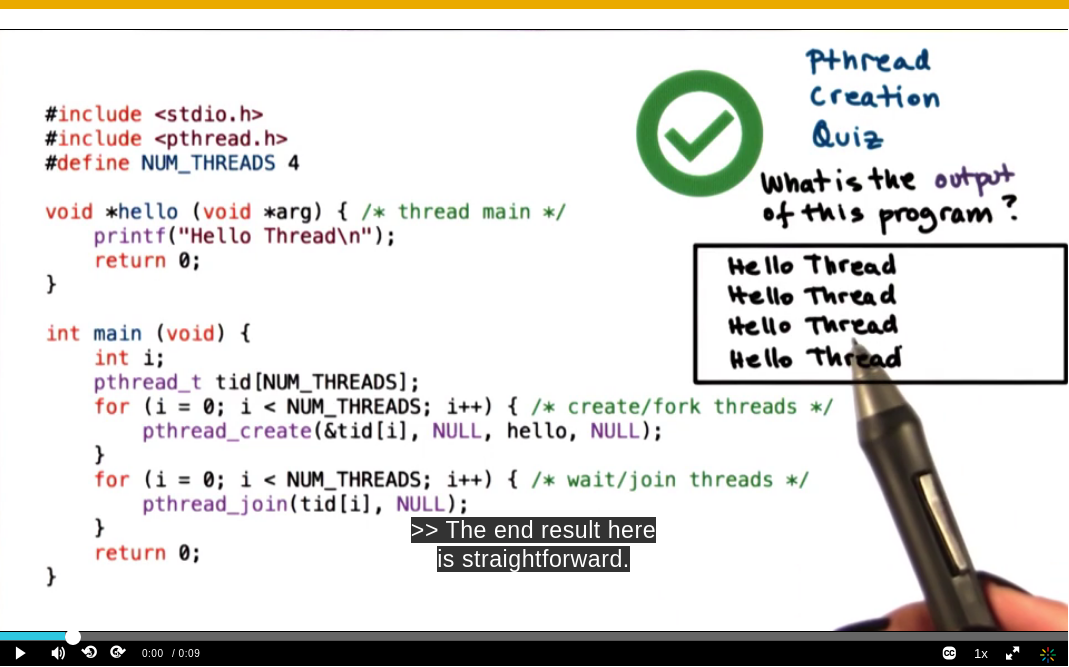 #include <stdio.h>
#include <pthread.h>
#define NUM_THREADS 4
void *hello (void *arg) { /* thread main */
    printf("Hello Thread\n");
    return 0;
}
int main (void) {
    int i;
    pthread_t tid[NUM_THREADS];
    for (i = 0; i < NUM_THREADS; i++) { /* create/fork threads */
        pthread_create(&tid[i], NULL, hello, NULL);
    }
    for (i = 0; i < NUM_THREADS; i++) { /* wait/join threads */
        pthread_join(tid[i], NULL);
    }
    return 0;
}
Pthread
Creation
Quiz
What is the output
of this program?
Hello Thread
Hello Thread
Hello Thread
Hello Thread
>> The end result here
is straightforward.
0:00 / 0:09
CC
1x